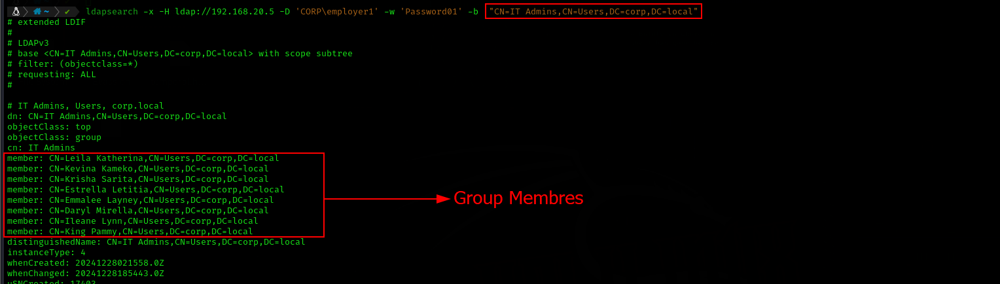 ~ ✔ ldapsearch -x -H ldap://192.168.20.5 -D 'CORP\employer1' -w 'Password01' -b "CN=IT Admins,CN=Users,DC=corp,DC=local"
# extended LDIF
#
# LDAPv3
# base <CN=IT Admins,CN=Users,DC=corp,DC=local> with scope subtree
# filter: (objectclass=*)
# requesting: ALL
#
# IT Admins, Users, corp.local
dn: CN=IT Admins,CN=Users,DC=corp,DC=local
objectClass: top
objectClass: group
cn: IT Admins
member: CN=Leila Katherina,CN=Users,DC=corp,DC=local
member: CN=Kevina Kameko,CN=Users,DC=corp,DC=local
member: CN=Krisha Sarita,CN=Users,DC=corp,DC=local
member: CN=Estrella Letitia,CN=Users,DC=corp,DC=local
member: CN=Emmalee Layney,CN=Users,DC=corp,DC=local
member: CN=Daryl Mirella,CN=Users,DC=corp,DC=local
member: CN=Ileane Lynn,CN=Users,DC=corp,DC=local
member: CN=King Pammy,CN=Users,DC=corp,DC=local
Group Membres
distinguishedName: CN=IT Admins,CN=Users,DC=corp,DC=local
instanceType: 4
whenCreated: 20241228021558.0Z
whenChanged: 20241228185443.0Z
uSNCreated: 17403